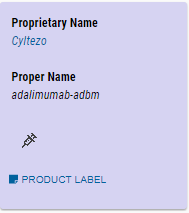 Proprietary Name
Cyltezo
Proper Name
adalimumab-adbm
PRODUCT LABEL